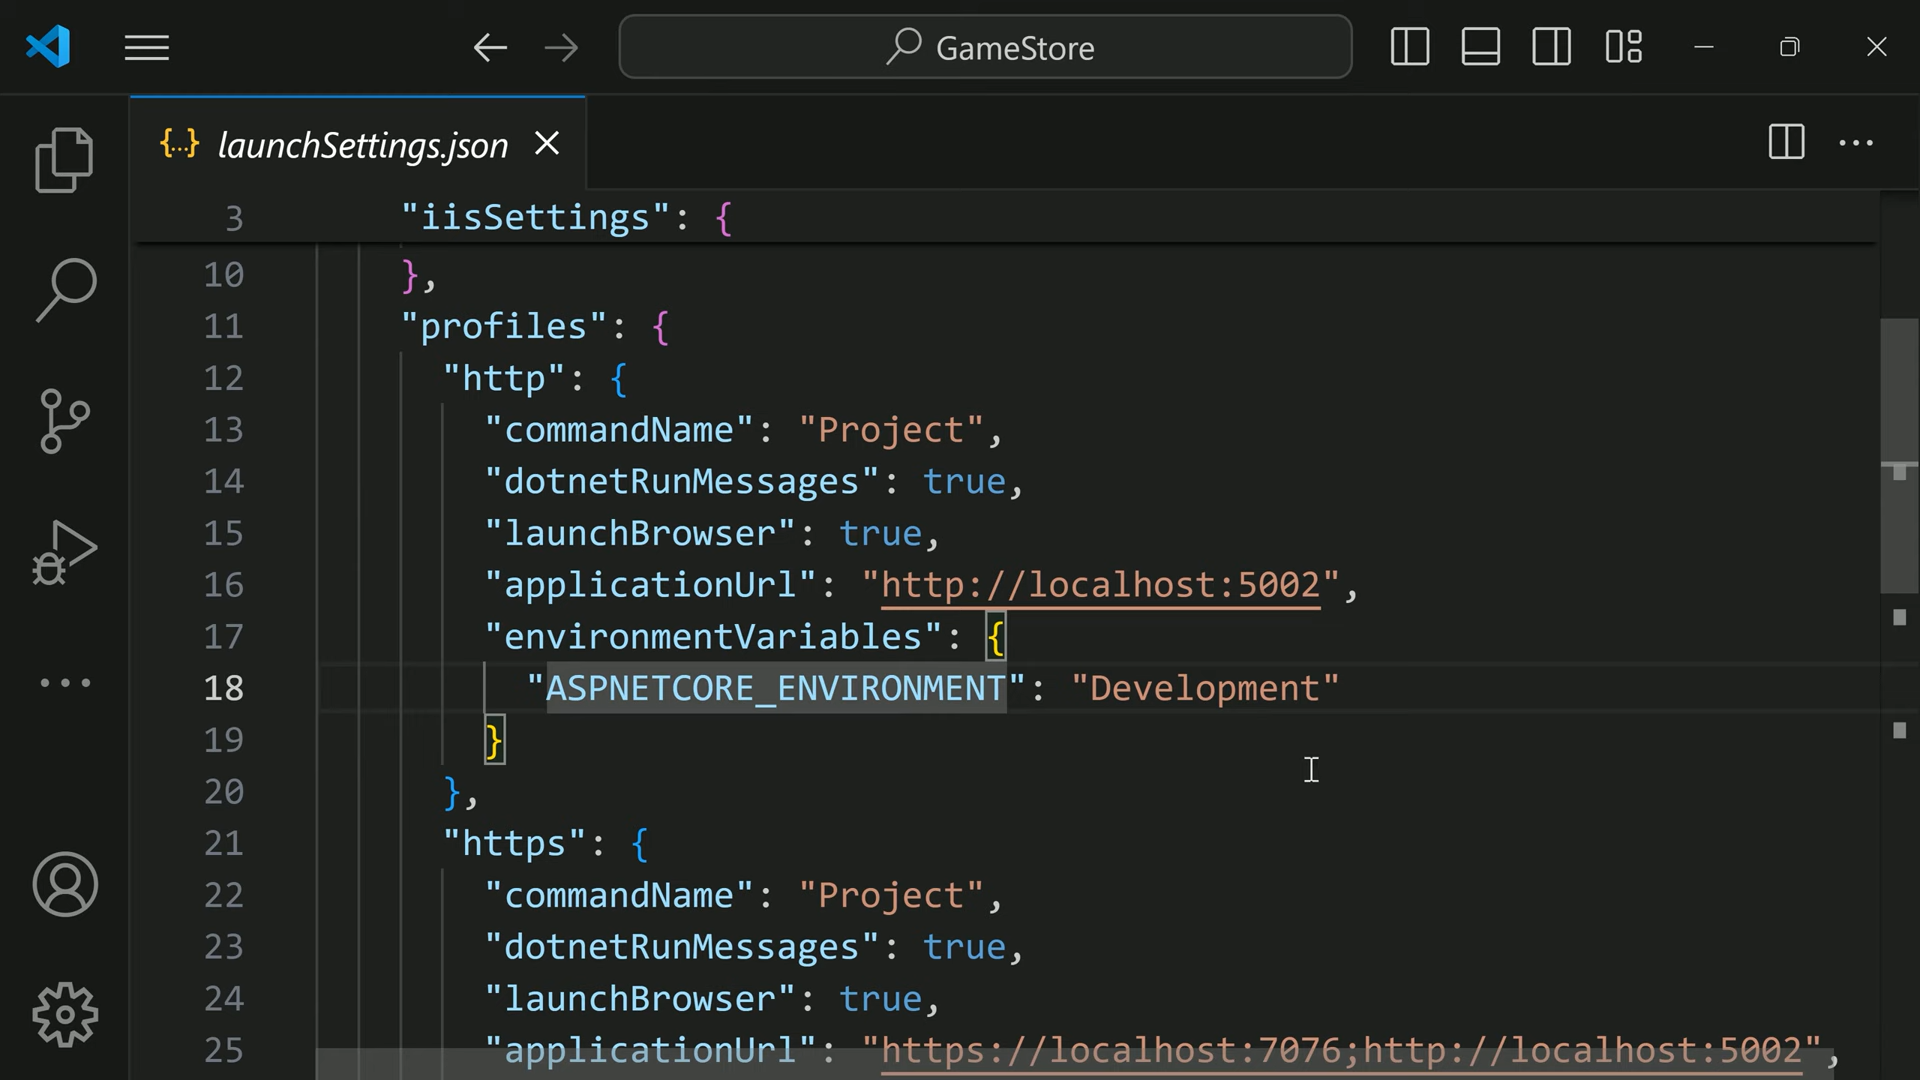 GameStore
{...} launchSettings.json
3 "iisSettings": {
10 },
11 "profiles": {
12 "http": {
13 "commandName": "Project",
14 "dotnetRunMessages": true,
15 "launchBrowser": true,
16 "applicationUrl": "http://localhost:5002",
17 "environmentVariables": {
18 "ASPNETCORE_ENVIRONMENT": "Development"
19 }
20 },
21 "https": {
22 "commandName": "Project",
23 "dotnetRunMessages": true,
24 "launchBrowser": true,
25 "applicationUrl": "https://localhost:7076;http://localhost:5002",